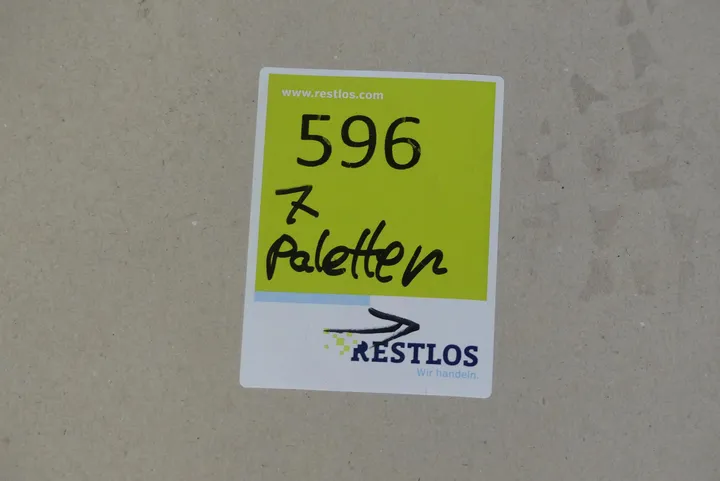 www.restlos.com
596
7
Paletten
RESTLOS
Wir handeln.